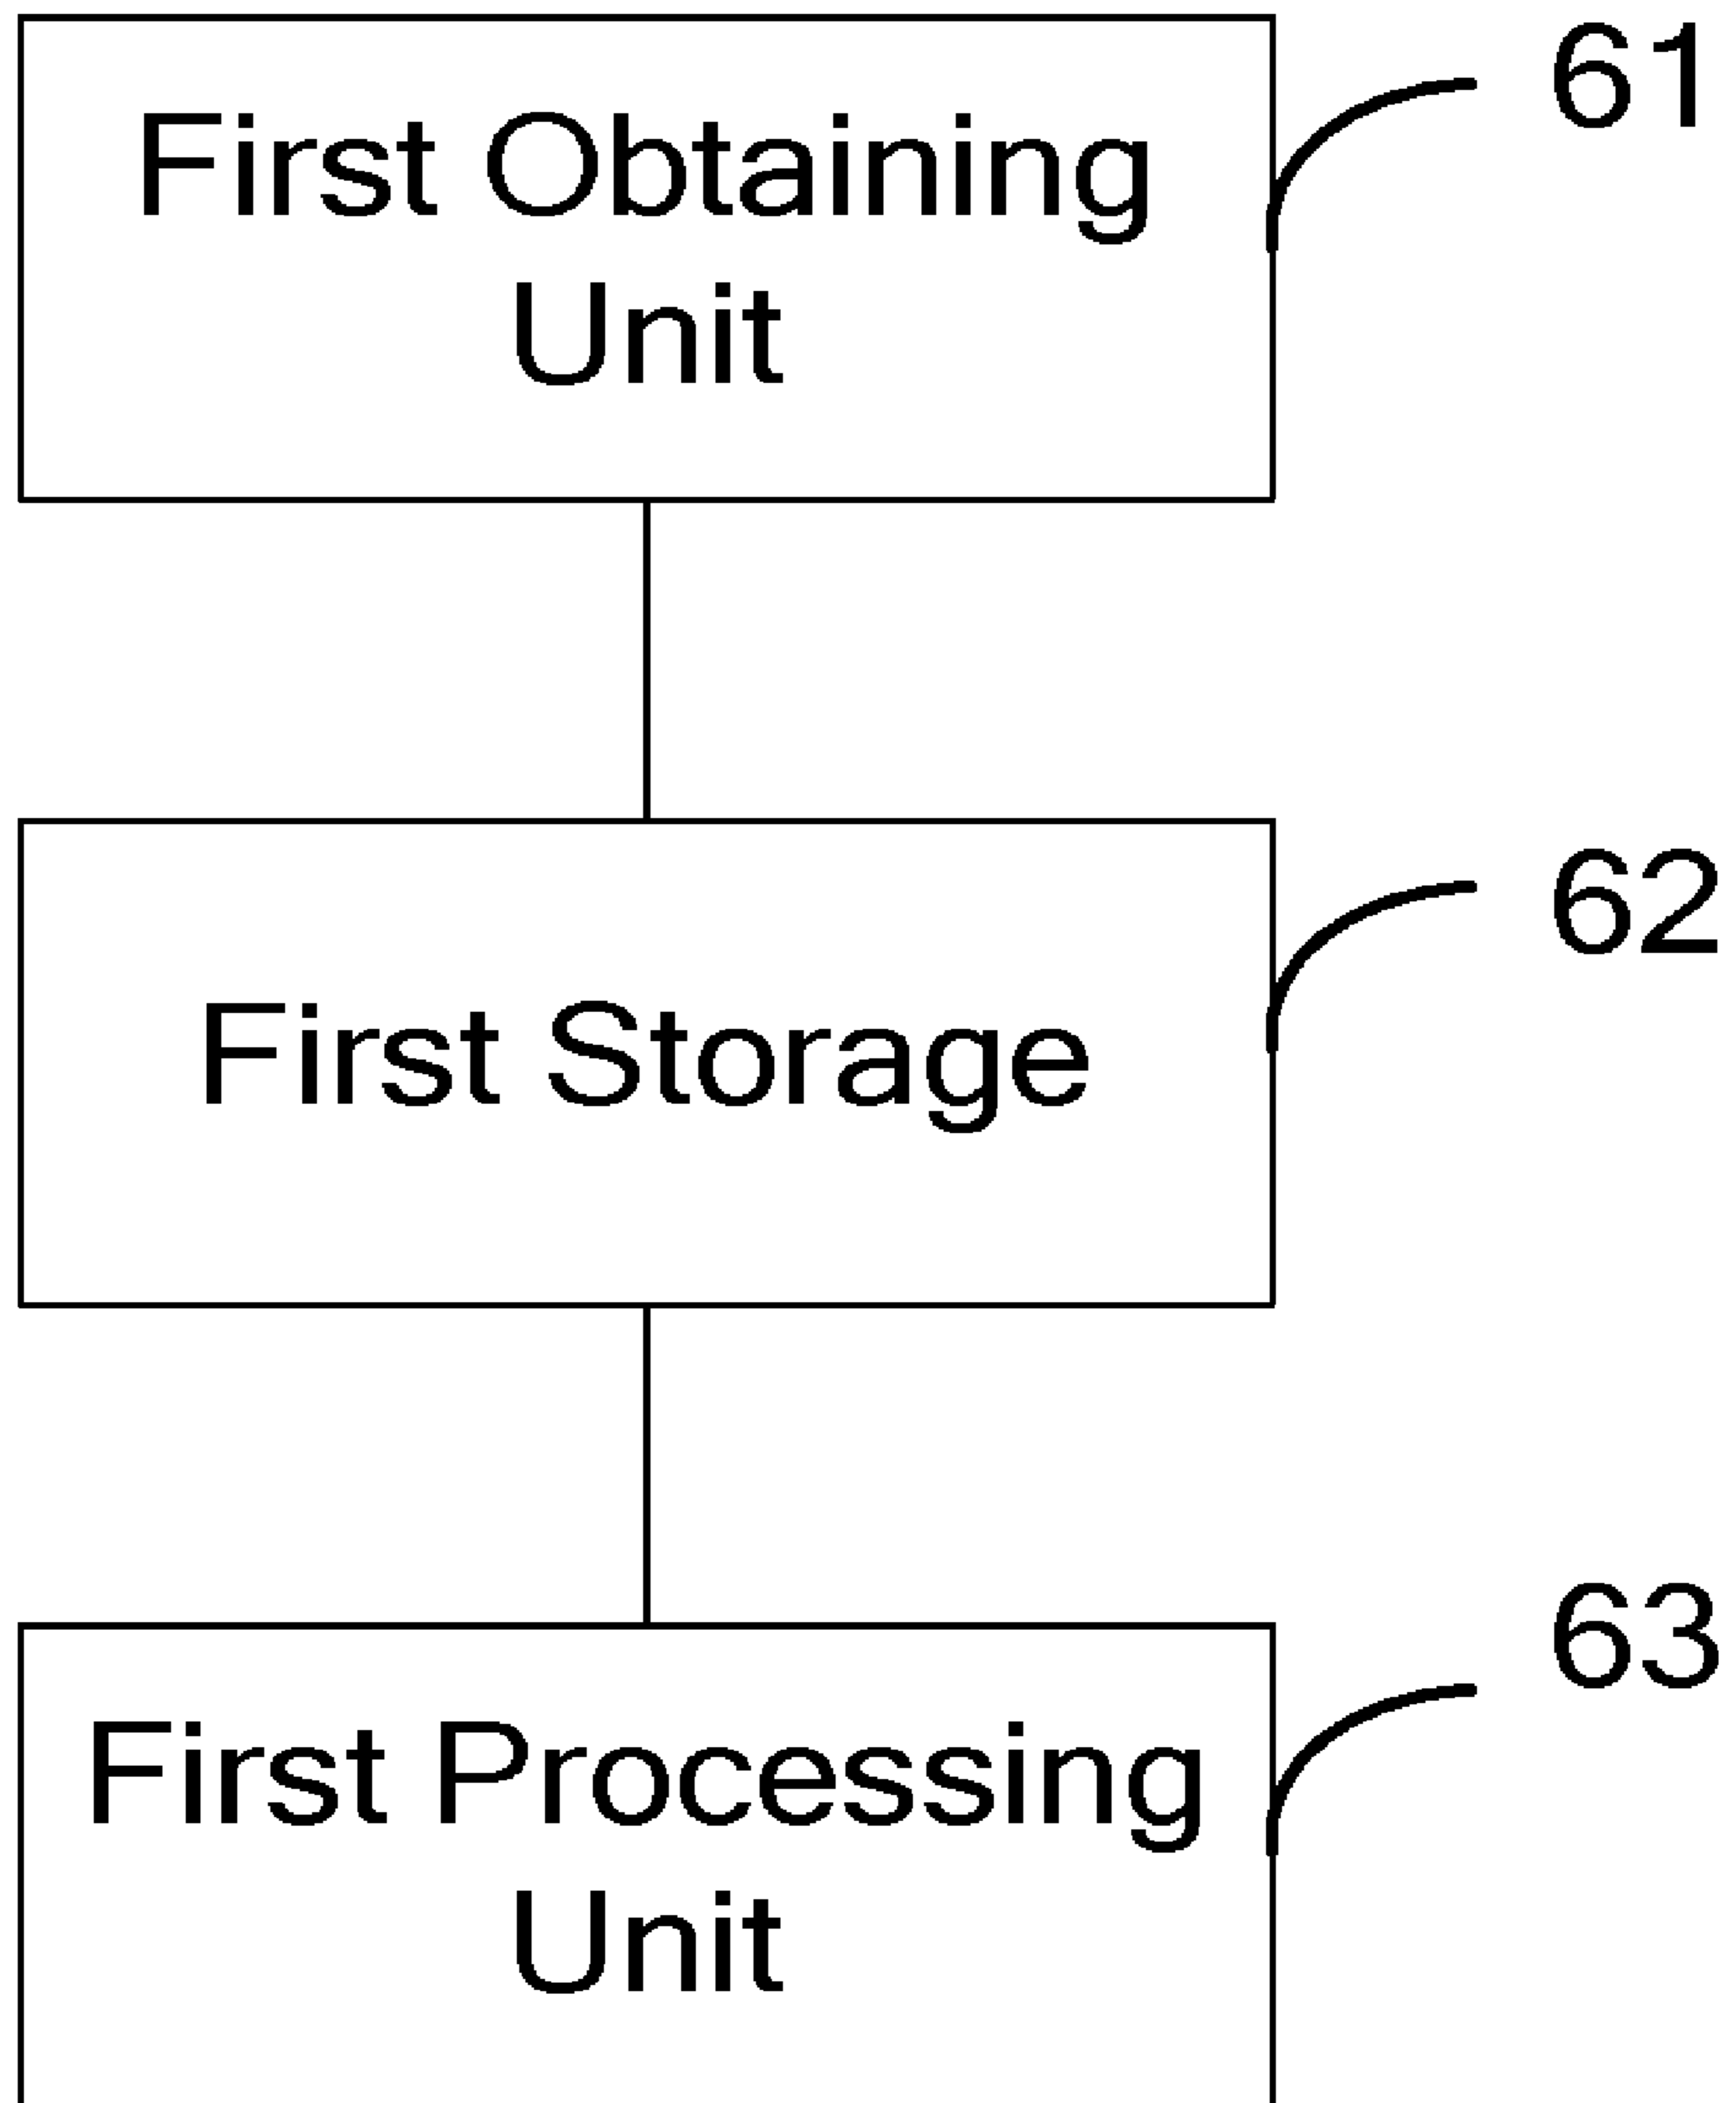 61
First Obtaining
Unit
62
First Storage
63
First Processing
Unit